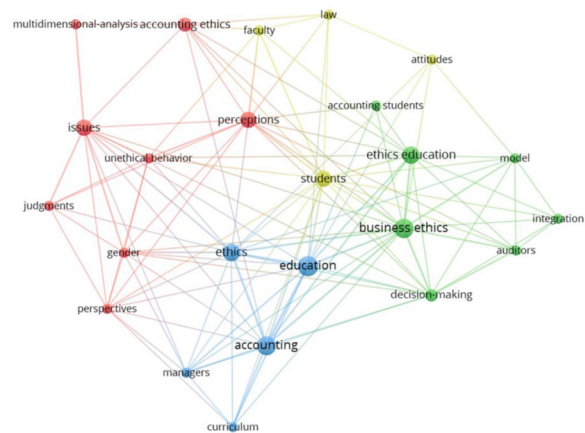 law
multidimensional-analysis
accounting ethics
faculty
attitudes
accounting students
perceptions
issues
unethical behavior
ethics education
model
students
judgments
integration
business ethics
gender
ethics
auditors
education
decision-making
perspectives
accounting
managers
curriculum